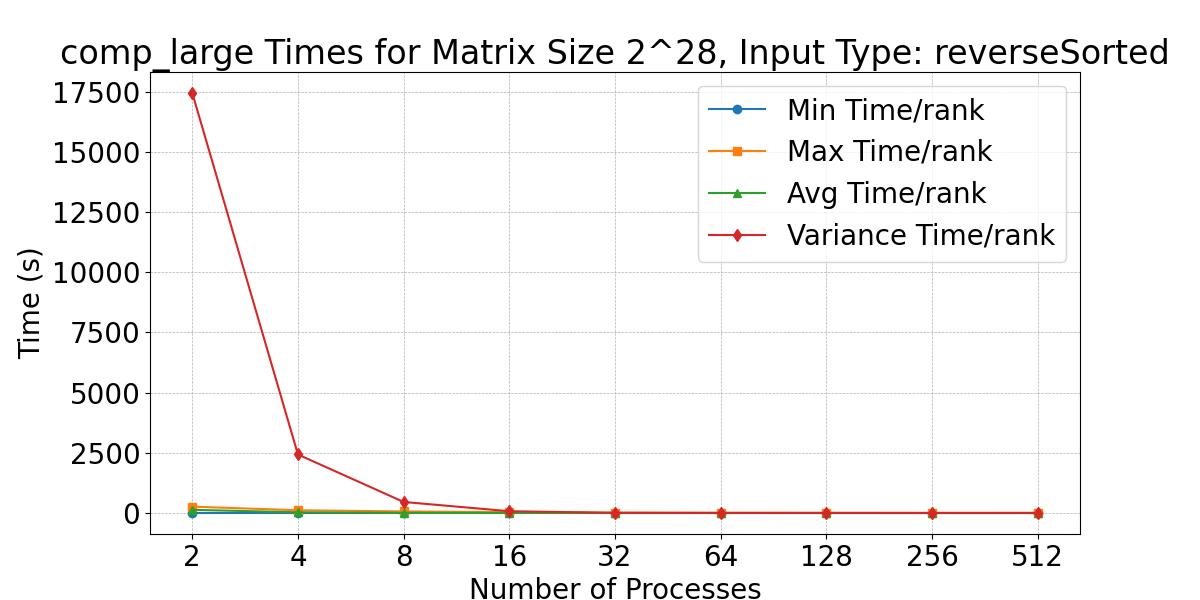 comp_large Times for Matrix Size 2^28, Input Type: reverseSorted
Min Time/rank
Max Time/rank
Avg Time/rank
Variance Time/rank
Time (s)
17500
15000
12500
10000
7500
5000
2500
0
2 4 8 16 32 64 128 256 512
Number of Processes